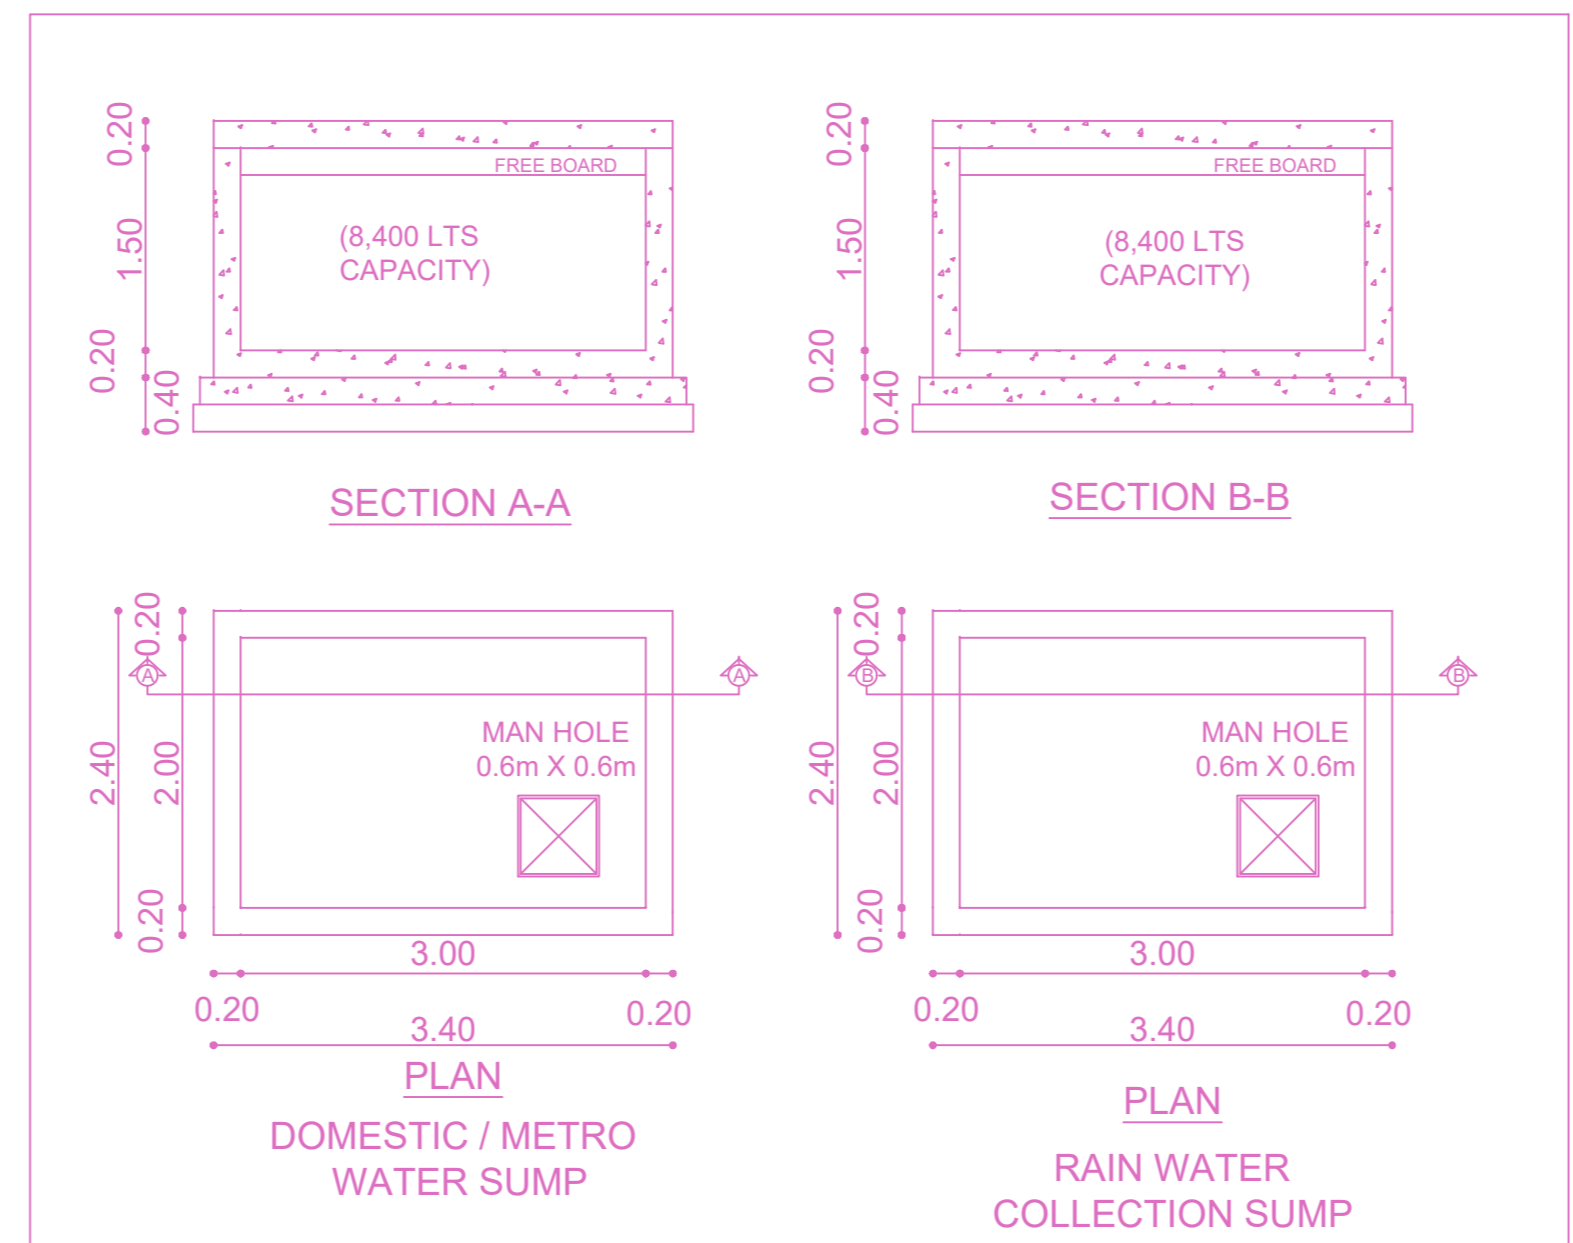 0.20
1.50
0.20
0.40
FREE BOARD
(8,400 LTS
CAPACITY)
SECTION A-A
0.20
1.50
0.20
0.40
FREE BOARD
(8,400 LTS
CAPACITY)
SECTION B-B
0.20
2.40
2.00
0.20
A
A
MAN HOLE
0.6m X 0.6m
3.00
0.20
0.20
3.40
PLAN
DOMESTIC / METRO
WATER SUMP
0.20
2.40
2.00
0.20
B
B
MAN HOLE
0.6m X 0.6m
3.00
0.20
0.20
3.40
PLAN
RAIN WATER
COLLECTION SUMP